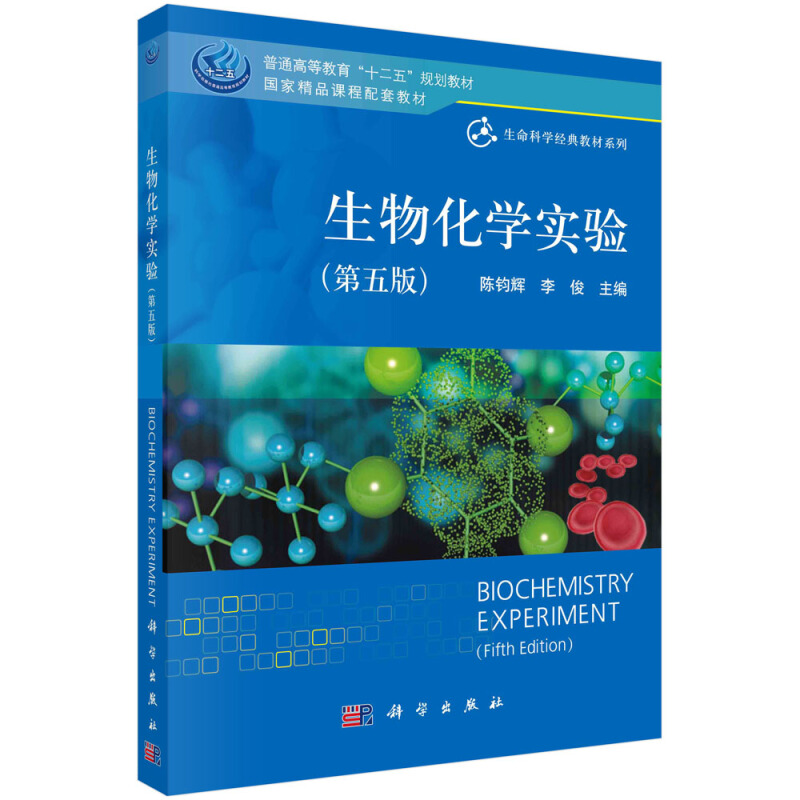 普通高等教育“十二五”规划教材
国家精品课程配套教材
十二五
生命科学经典教材系列
生物化学实验
(第五版)
陈钧辉 李 俊 主编
BIOCHEMISTRY
EXPERIMENT
(Fifth Edition)
科学出版社
生物化学实验(第五版)
BIOCHEMISTRY EXPERIMENT
科学出版社